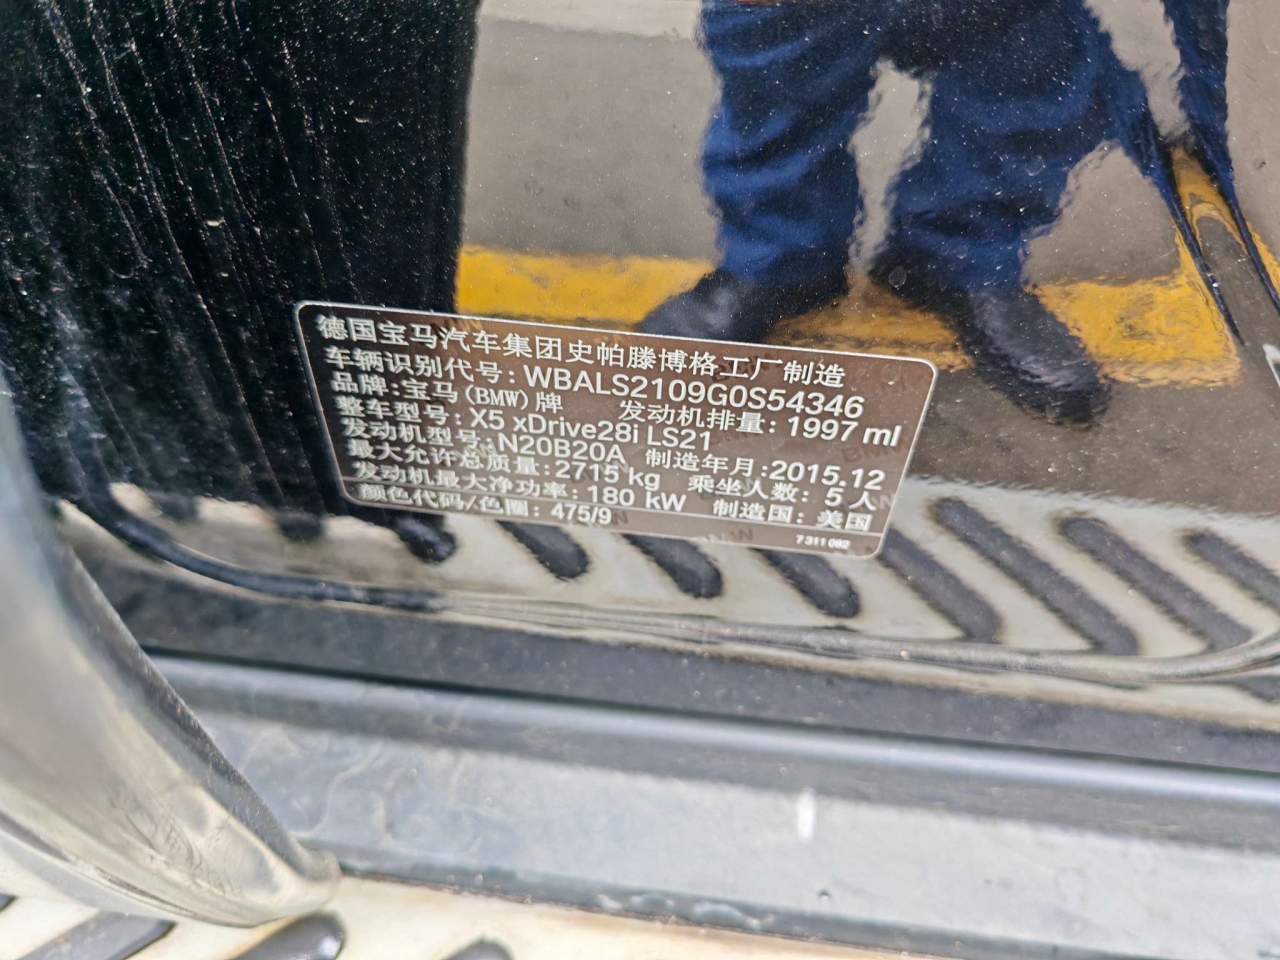 德国宝马汽车集团史帕滕博格工厂制造
车辆识别代号: WBALS2109G0S54346
品牌: 宝马(BMW)牌 发动机排量: 1997 ml
整车型号: X5 xDrive28i LS21
发动机型号: N20B20A 制造年月: 2015.12
最大允许总质量: 2715 kg 乘坐人数: 5 人
发动机最大净功率: 180 kW 制造国: 美国
颜色代码/色圈: 475/9
7 311 062